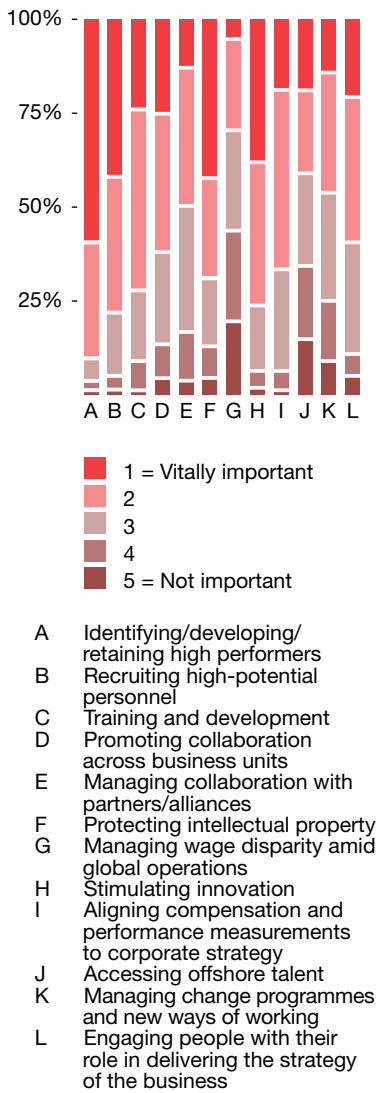 100%
75%
50%
25%
A B C D E F G H I J K L
1 = Vitally important
2
3
4
5 = Not important
A Identifying/developing/
retaining high performers
B Recruiting high-potential
personnel
C Training and development
D Promoting collaboration
across business units
E Managing collaboration with
partners/alliances
F Protecting intellectual property
G Managing wage disparity amid
global operations
H Stimulating innovation
I Aligning compensation and
performance measurements
to corporate strategy
J Accessing offshore talent
K Managing change programmes
and new ways of working
L Engaging people with their
role in delivering the strategy
of the business